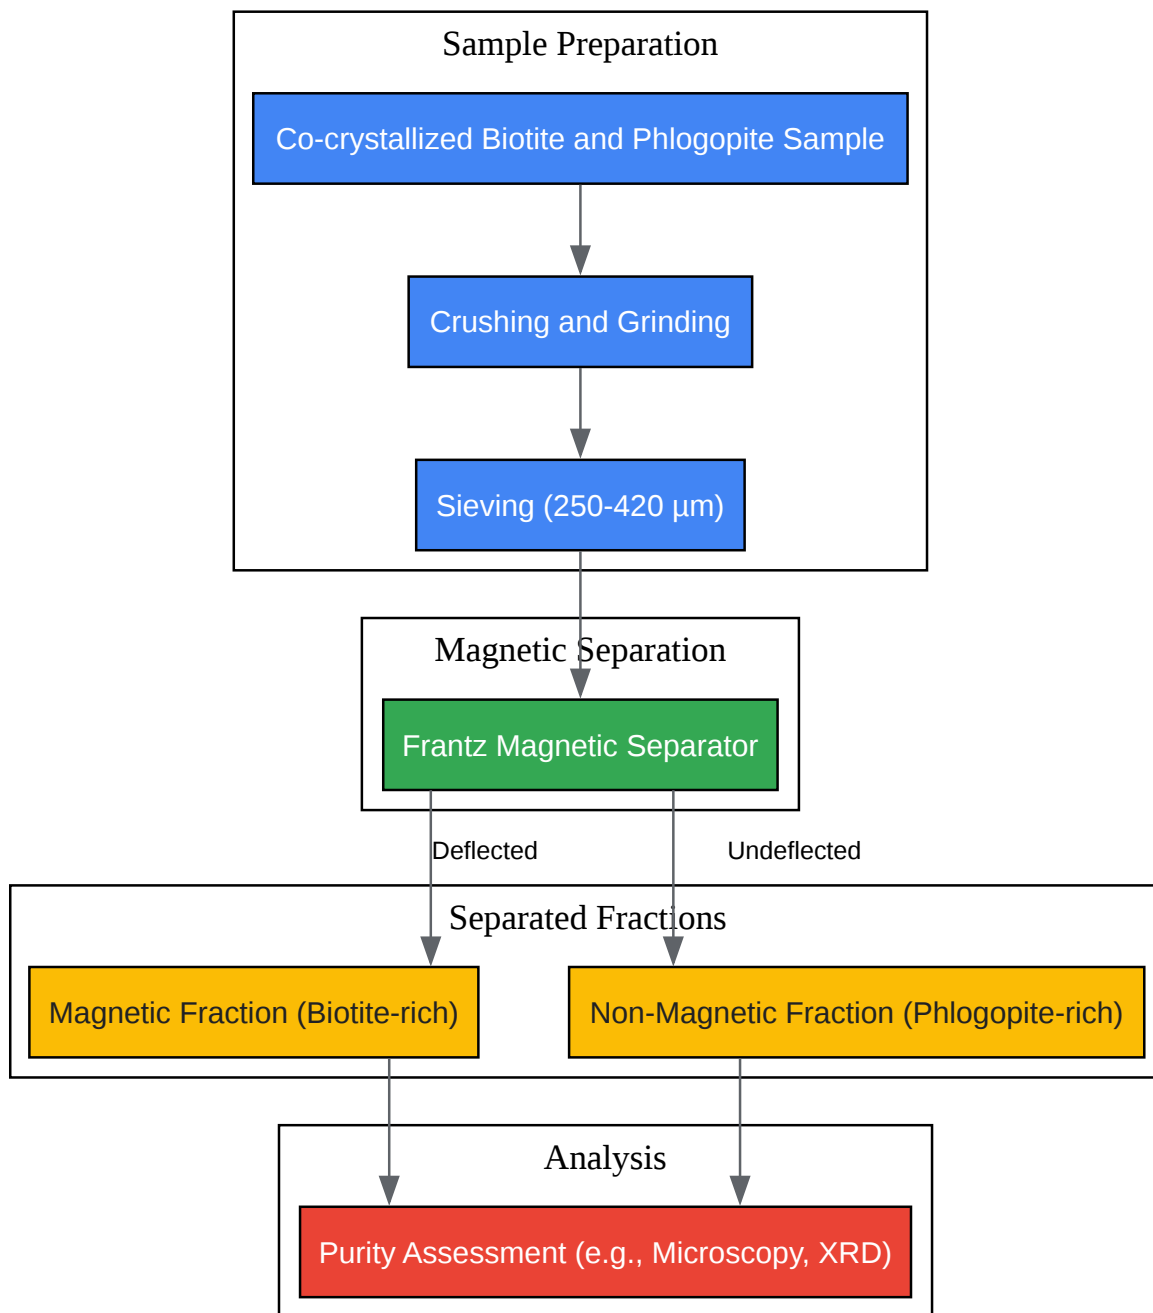 Sample Preparation
Co-crystallized Biotite and Phlogopite Sample
Crushing and Grinding
Sieving (250-420 µm)
Magnetic Separation
Frantz Magnetic Separator
Deflected
Undeflected
Separated Fractions
Magnetic Fraction (Biotite-rich)
Non-Magnetic Fraction (Phlogopite-rich)
Analysis
Purity Assessment (e.g., Microscopy, XRD)